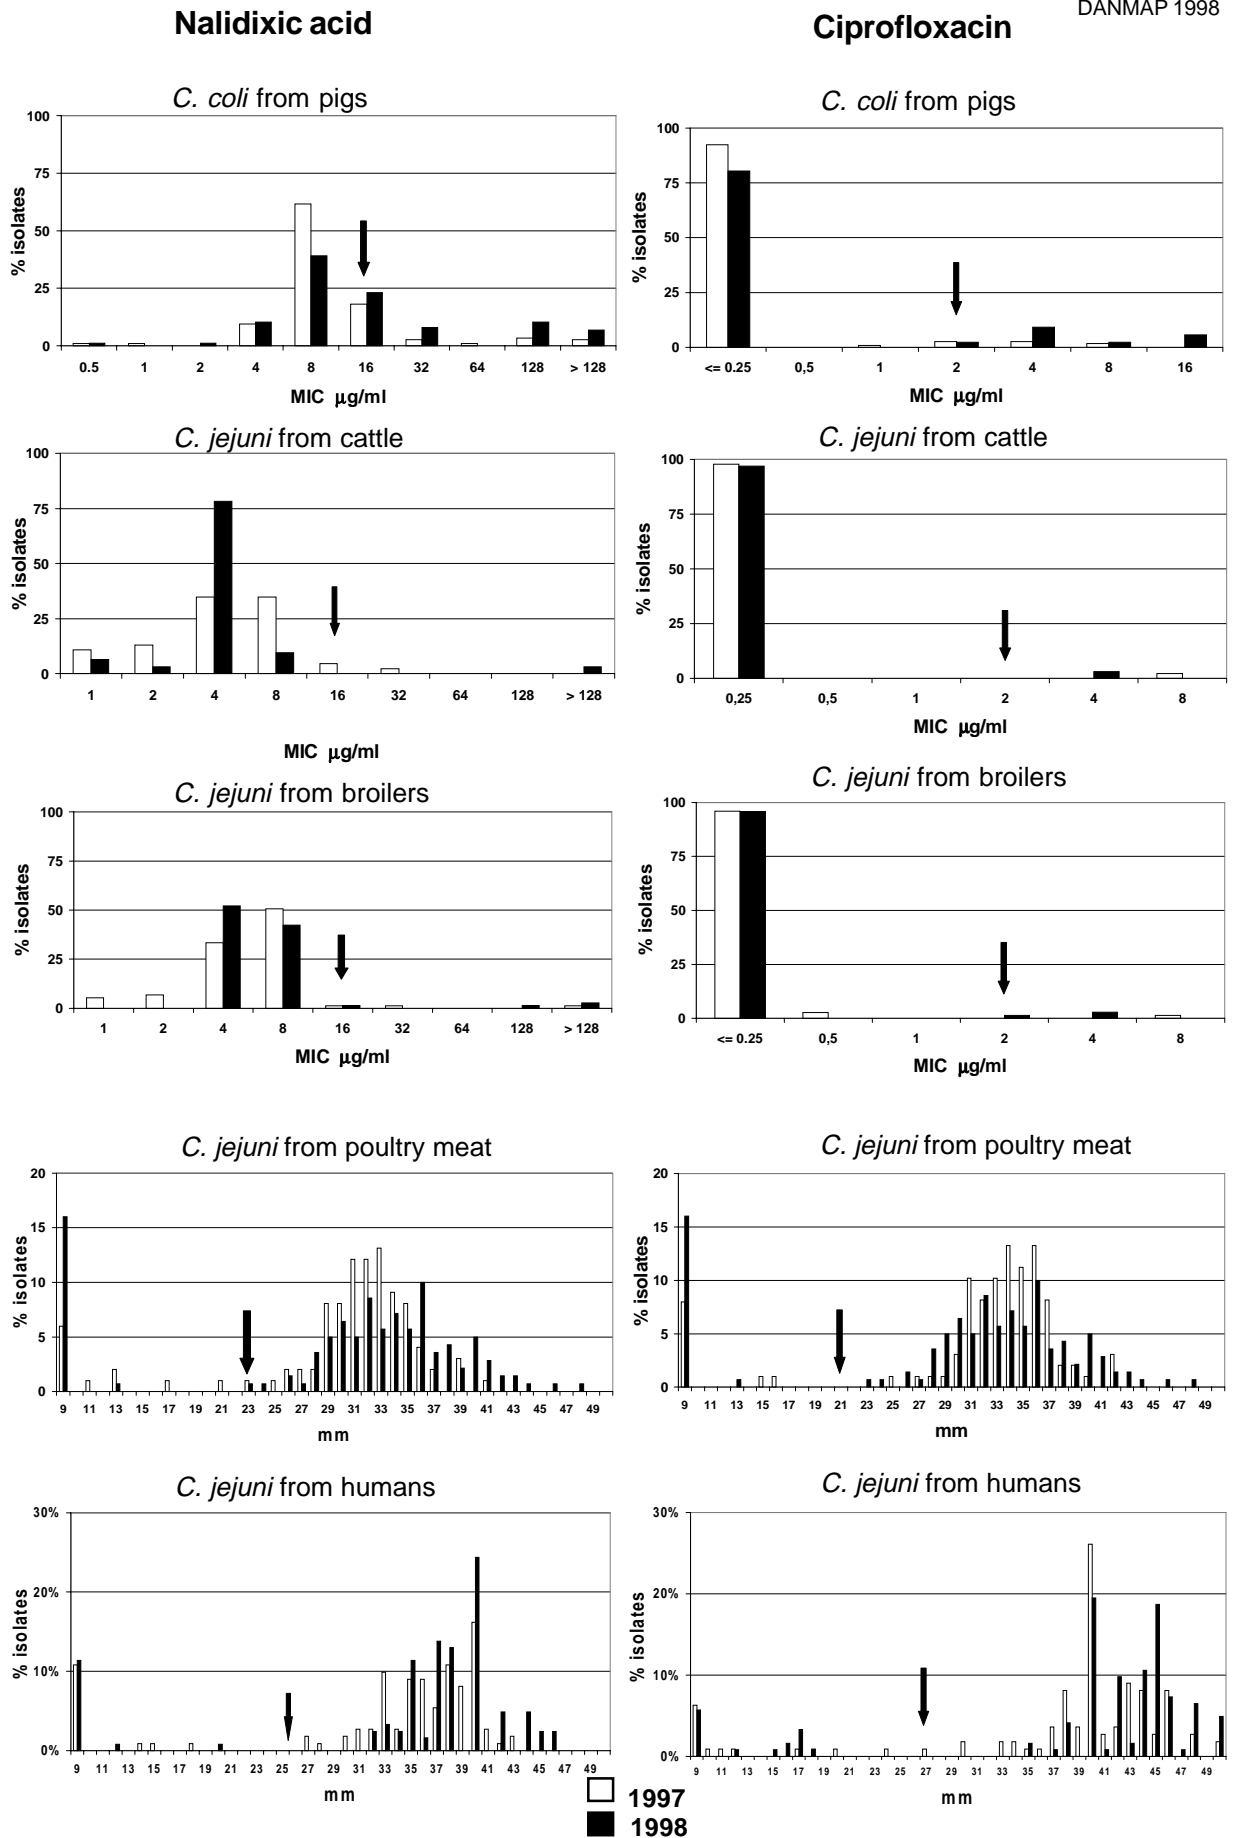 DANMAP 1998
Nalidixic acid
Ciprofloxacin
C. coli from pigs
100
75
50
25
0
% isolates
0.5 1 2 4 8 16 32 64 128 > 128
MIC µg/ml
C. coli from pigs
100
75
50
25
0
% isolates
<= 0.25 0,5 1 2 4 8 16
MIC µg/ml
C. jejuni from cattle
100
75
50
25
0
% isolates
1 2 4 8 16 32 64 128 > 128
MIC µg/ml
C. jejuni from cattle
100
75
50
25
0
% isolates
0,25 0,5 1 2 4 8
MIC µg/ml
C. jejuni from broilers
100
75
50
25
0
% isolates
1 2 4 8 16 32 64 128 > 128
MIC µg/ml
C. jejuni from broilers
100
75
50
25
0
% isolates
<= 0.25 0,5 1 2 4 8
MIC µg/ml
C. jejuni from poultry meat
20
15
10
5
0
% isolates
9 11 13 15 17 19 21 23 25 27 29 31 33 35 37 39 41 43 45 47 49
mm
C. jejuni from poultry meat
20
15
10
5
0
% isolates
9 11 13 15 17 19 21 23 25 27 29 31 33 35 37 39 41 43 45 47 49
mm
C. jejuni from humans
30%
20%
10%
0%
% isolates
9 11 13 15 17 19 21 23 25 27 29 31 33 35 37 39 41 43 45 47 49
mm
C. jejuni from humans
30%
20%
10%
0%
% isolates
9 11 13 15 17 19 21 23 25 27 29 31 33 35 37 39 41 43 45 47 49
mm
1997
1998